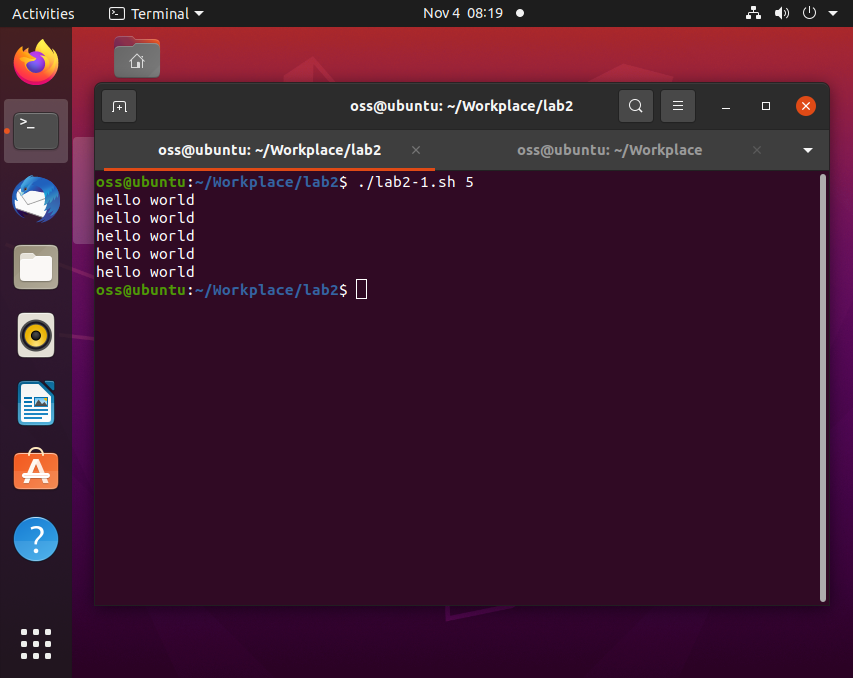 Activities Terminal Nov 4 08:19
oss@ubuntu: ~/Workplace/lab2
oss@ubuntu: ~/Workplace/lab2 oss@ubuntu: ~/Workplace
oss@ubuntu:~/Workplace/lab2$ ./lab2-1.sh 5
hello world
hello world
hello world
hello world
hello world
oss@ubuntu:~/Workplace/lab2$